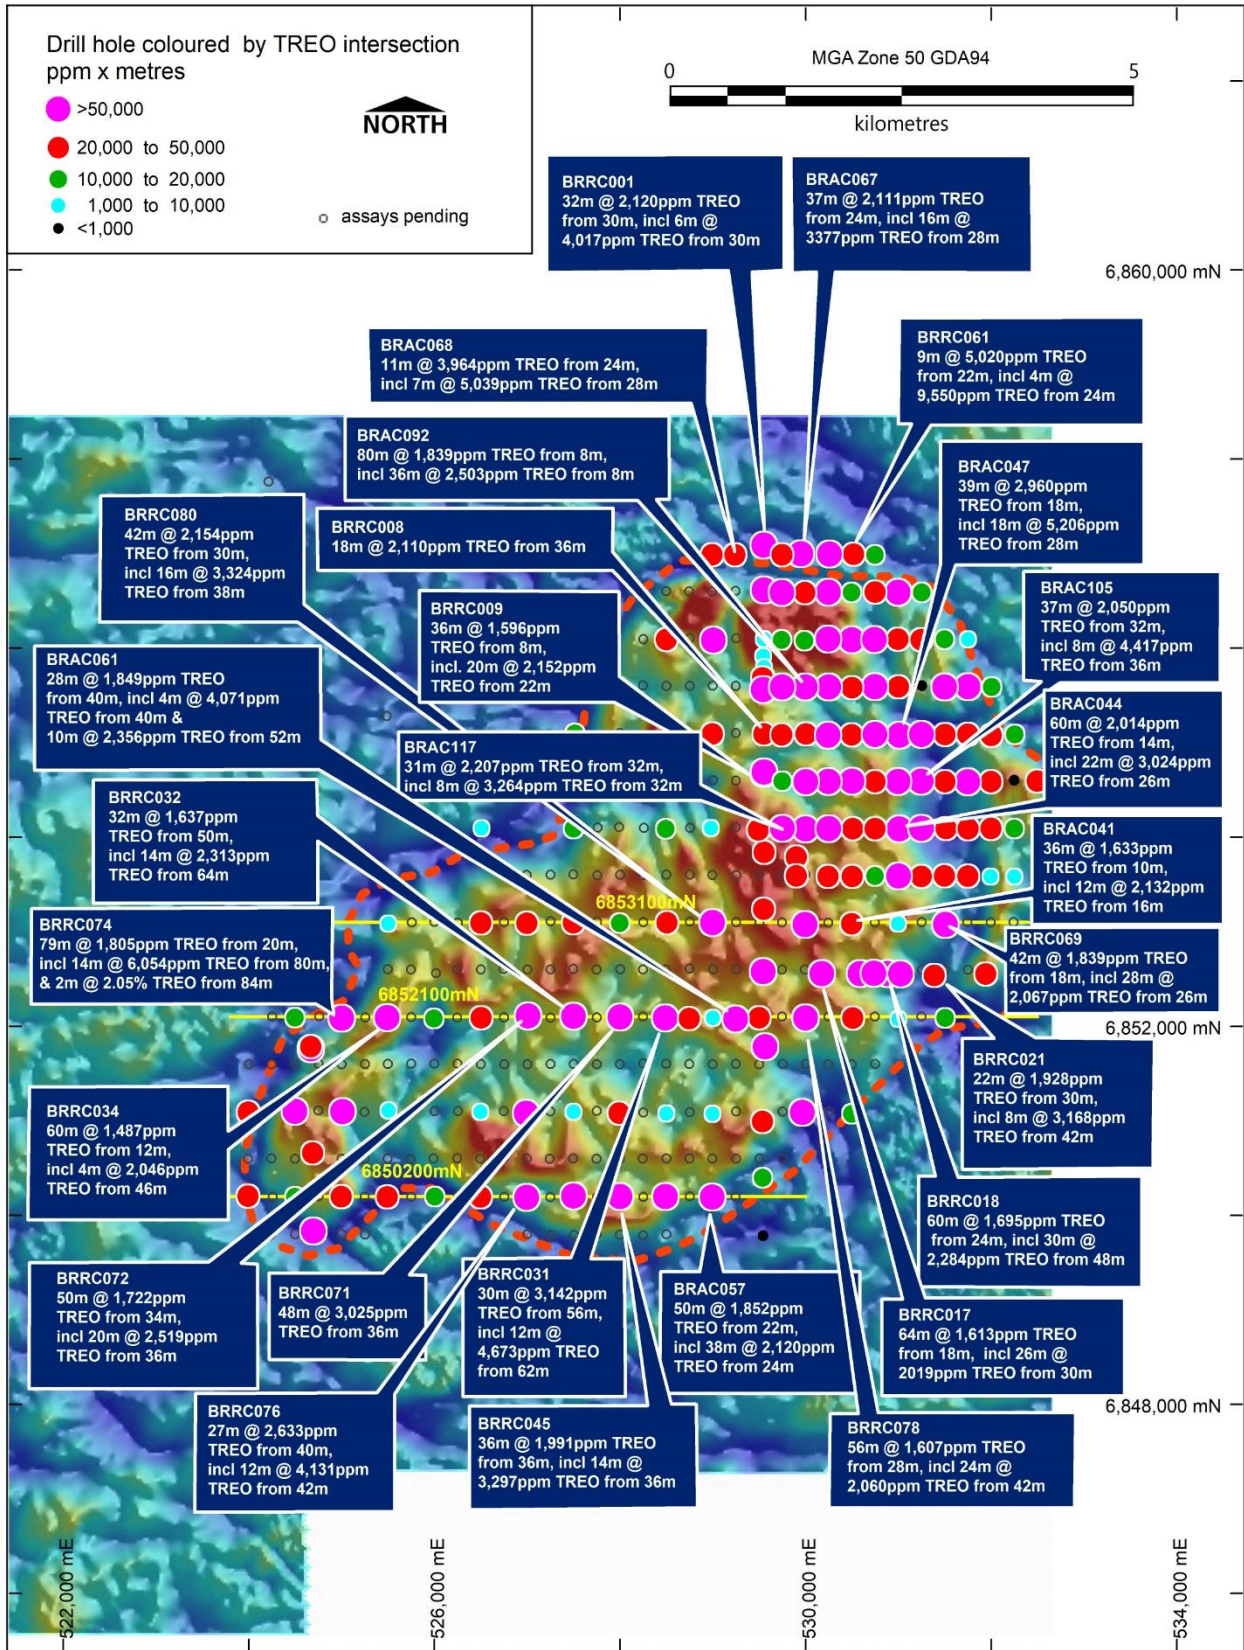 Drill hole coloured by TREO intersection
ppm x metres
>50,000
20,000 to 50,000
10,000 to 20,000
1,000 to 10,000
<1,000
NORTH
assays pending
MGA Zone 50 GDA94
0 5
kilometres
BRRC001
32m @ 2,120ppm TREO
from 30m, incl 6m @
4,017ppm TREO from 30m
BRAC067
37m @ 2,111ppm TREO
from 24m, incl 16m @
3377ppm TREO from 28m
6,860,000 mN
BRAC068
11m @ 3,964ppm TREO from 24m,
incl 7m @ 5,039ppm TREO from 28m
BRRC061
9m @ 5,020ppm TREO
from 22m, incl 4m @
9,550ppm TREO from 24m
BRAC092
80m @ 1,839ppm TREO from 8m,
incl 36m @ 2,503ppm TREO from 8m
BRAC047
39m @ 2,960ppm
TREO from 18m,
incl 18m @ 5,206ppm
TREO from 28m
BRRC080
42m @ 2,154ppm
TREO from 30m,
incl 16m @ 3,324ppm
TREO from 38m
BRRC008
18m @ 2,110ppm TREO from 36m
BRRC009
36m @ 1,596ppm
TREO from 8m,
incl. 20m @ 2,152ppm
TREO from 22m
BRAC105
37m @ 2,050ppm
TREO from 32m,
incl 8m @ 4,417ppm
TREO from 36m
BRAC061
28m @ 1,849ppm TREO
from 40m, incl 4m @ 4,071ppm
TREO from 40m &
10m @ 2,356ppm TREO from 52m
BRAC044
60m @ 2,014ppm
TREO from 14m,
incl 22m @ 3,024ppm
TREO from 26m
BRAC117
31m @ 2,207ppm TREO from 32m,
incl 8m @ 3,264ppm TREO from 32m
BRRC032
32m @ 1,637ppm
TREO from 50m,
incl 14m @ 2,313ppm
TREO from 64m
BRAC041
36m @ 1,633ppm
TREO from 10m,
incl 12m @ 2,132ppm
TREO from 16m
6853100mN
BRRC074
79m @ 1,805ppm TREO from 20m,
incl 14m @ 6,054ppm TREO from 80m,
& 2m @ 2.05% TREO from 84m
BRRC069
42m @ 1,839ppm TREO
from 18m, incl 28m @
2,067ppm TREO from 26m
6852100mN
6,852,000 mN
BRRC021
22m @ 1,928ppm
TREO from 30m,
incl 8m @ 3,168ppm
TREO from 42m
BRRC034
60m @ 1,487ppm
TREO from 12m,
incl 4m @ 2,046ppm
TREO from 46m
6850200mN
BRRC018
60m @ 1,695ppm TREO
from 24m, incl 30m @
2,284ppm TREO from 48m
BRRC072
50m @ 1,722ppm
TREO from 34m,
incl 20m @ 2,519ppm
TREO from 36m
BRRC071
48m @ 3,025ppm
TREO from 36m
BRRC031
30m @ 3,142ppm
TREO from 56m,
incl 12m @
4,673ppm TREO
from 62m
BRAC057
50m @ 1,852ppm
TREO from 22m,
incl 38m @ 2,120ppm
TREO from 24m
BRRC017
64m @ 1,613ppm TREO
from 18m, incl 26m @
2019ppm TREO from 30m
6,848,000 mN
BRRC076
27m @ 2,633ppm
TREO from 40m,
incl 12m @ 4,131ppm
TREO from 42m
BRRC045
36m @ 1,991ppm TREO
from 36m, incl 14m @
3,297ppm TREO from 36m
BRRC078
56m @ 1,607ppm TREO
from 28m, incl 24m @
2,060ppm TREO from 42m
522,000 mE
526,000 mE
530,000 mE
534,000 mE